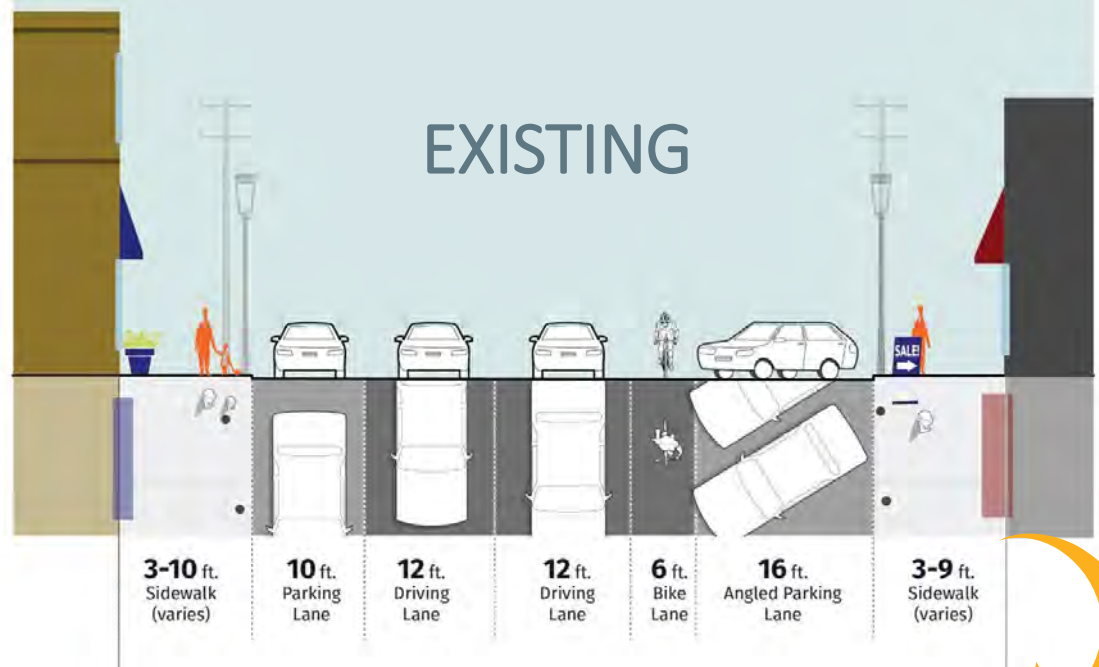 EXISTING
SALE!
3-10 ft.
Sidewalk
(varies)
10 ft.
Parking
Lane
12 ft.
Driving
Lane
12 ft.
Driving
Lane
6 ft.
Bike
Lane
16 ft.
Angled Parking
Lane
3-9 ft.
Sidewalk
(varies)